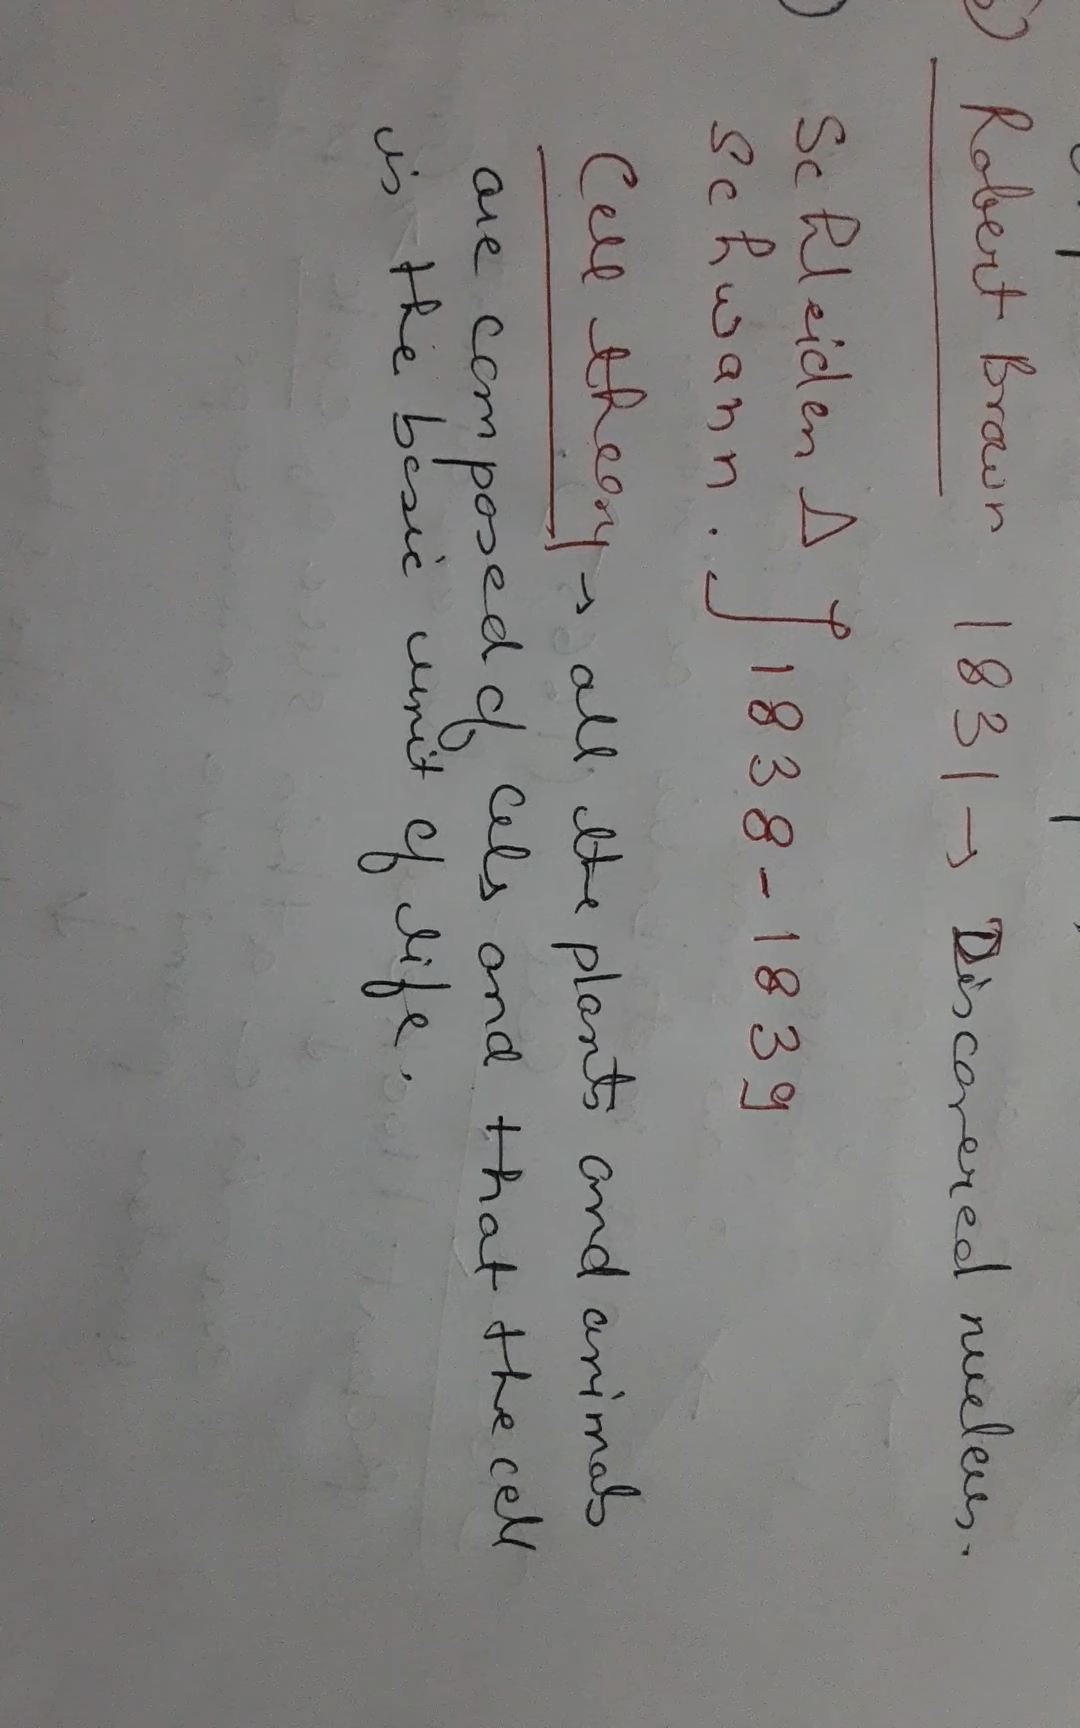 Robert Brown 1831 → Discovered nucleus.
Schleiden &
Schwann. } 1838-1839
Cell theory → all the plants and animals
are composed of cels and that the cell
is the basic unit of life.